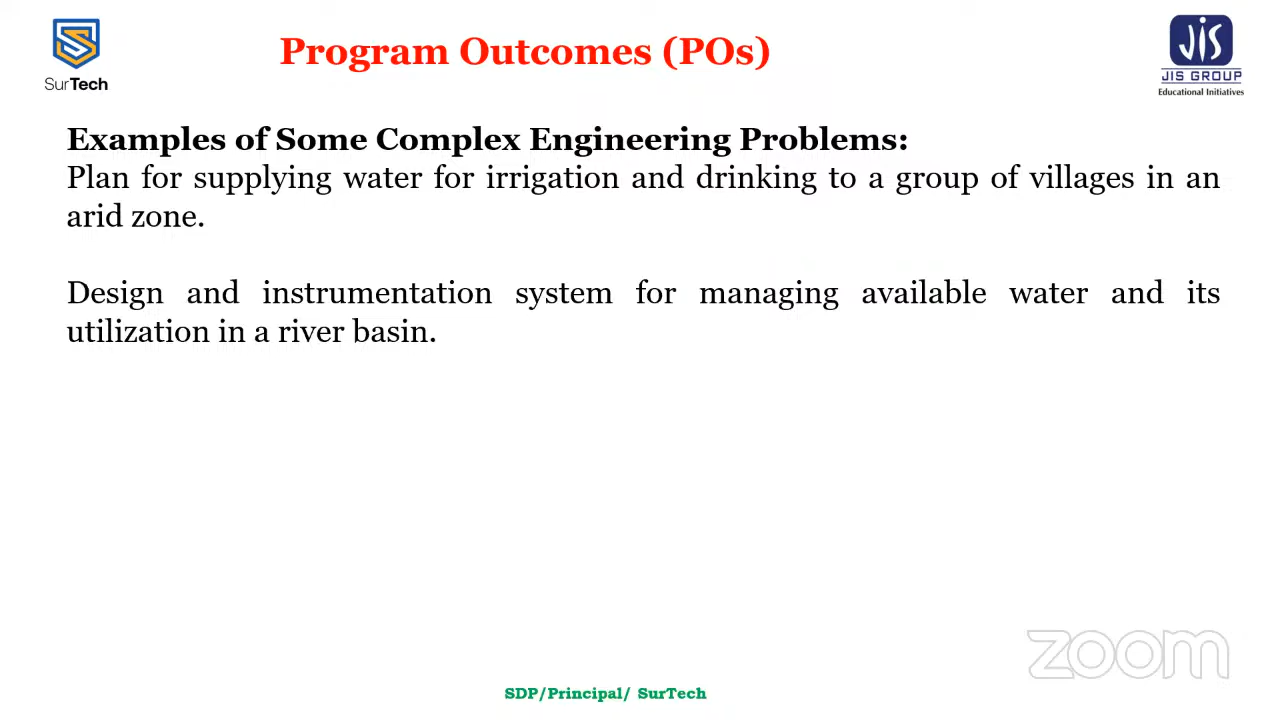 SurTech
Program Outcomes (POs)
JIS
JIS GROUP
Educational Initiatives
Examples of Some Complex Engineering Problems:
Plan for supplying water for irrigation and drinking to a group of villages in an
arid zone.
Design and instrumentation system for managing available water and its
utilization in a river basin.
zoom
SDP/Principal/ SurTech